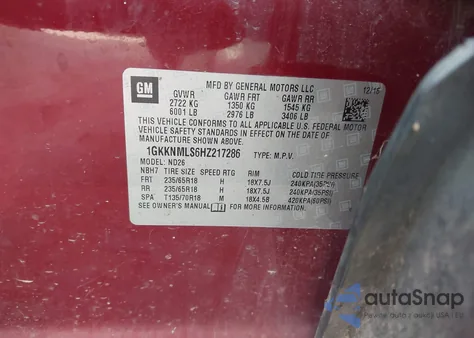 GM
MFD BY GENERAL MOTORS LLC
12/16
GVWR GAWR FRT GAWR RR
2722 KG 1350 KG 1545 KG
6001 LB 2976 LB 3406 LB
THIS VEHICLE CONFORMS TO ALL APPLICABLE U.S. FEDERAL MOTOR
VEHICLE SAFETY, BUMPER, AND THEFT PREVENTION
STANDARDS IN EFFECT ON THE DATE OF
MANUFACTURE SHOWN ABOVE.
1GKKNMLS6HZ217286 TYPE: M.P.V.
MODEL: ND26
NBH7 TIRE SIZE SPEED RTG RIM COLD TIRE PRESSURE
FRT 235/65R18 H 18X7.5J 240KPA(35PSI)
RR 235/65R18 H 18X7.5J 240KPA(35PSI)
SPA T135/70R18 M 18X4.5B 420KPA(60PSI)
SEE OWNER'S MANUAL FOR MORE INFORMATION
autoSnap